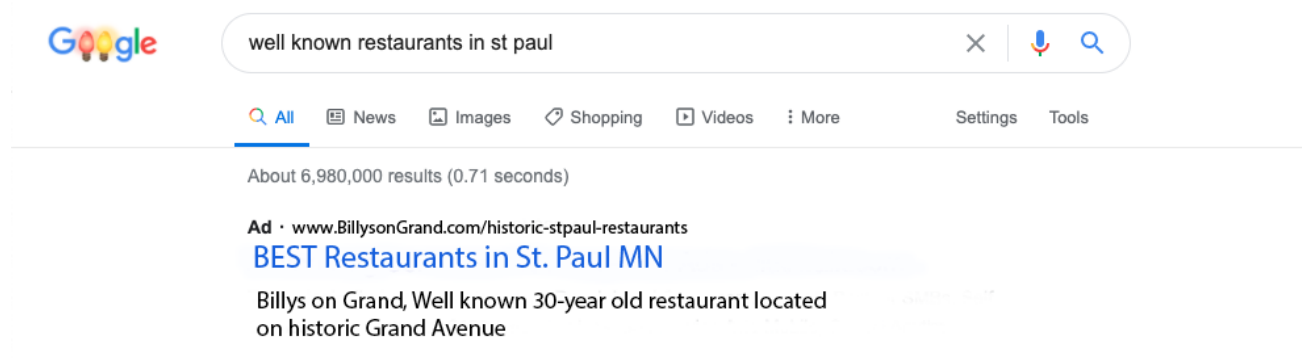 Google
well known restaurants in st paul
All News Images Shopping Videos More Settings Tools
About 6,980,000 results (0.71 seconds)
Ad · www.BillysonGrand.com/historic-stpaul-restaurants
BEST Restaurants in St. Paul MN
Billys on Grand, Well known 30-year old restaurant located
on historic Grand Avenue